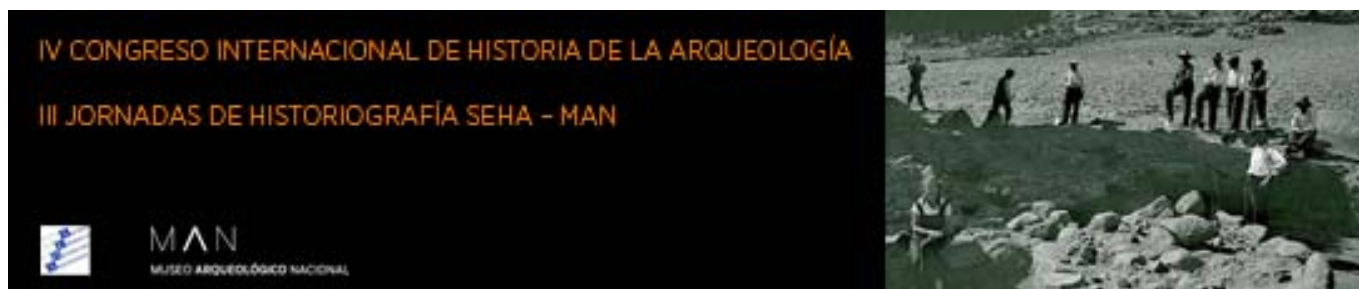 IV CONGRESO INTERNACIONAL DE HISTORIA DE LA ARQUEOLOGÍA
III JORNADAS DE HISTORIOGRAFÍA SEHA – MAN
MAN
MUSEO ARQUEOLÓGICO NACIONAL